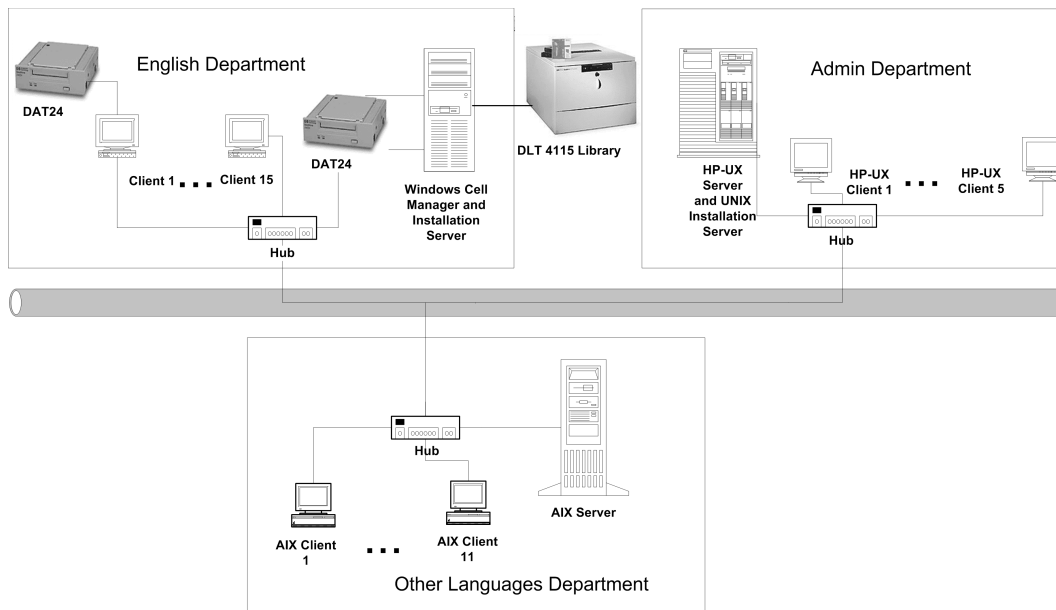 English Department
DAT24
Client 1
Client 15
DAT24
Hub
Windows Cell
Manager and
Installation
Server
DLT 4115 Library
Admin Department
HP-UX
Server
and UNIX
Installation
Server
HP-UX
Client 1
HP-UX
Client 5
Hub
Hub
AIX Server
AIX Client
1
AIX Client
11
Other Languages Department